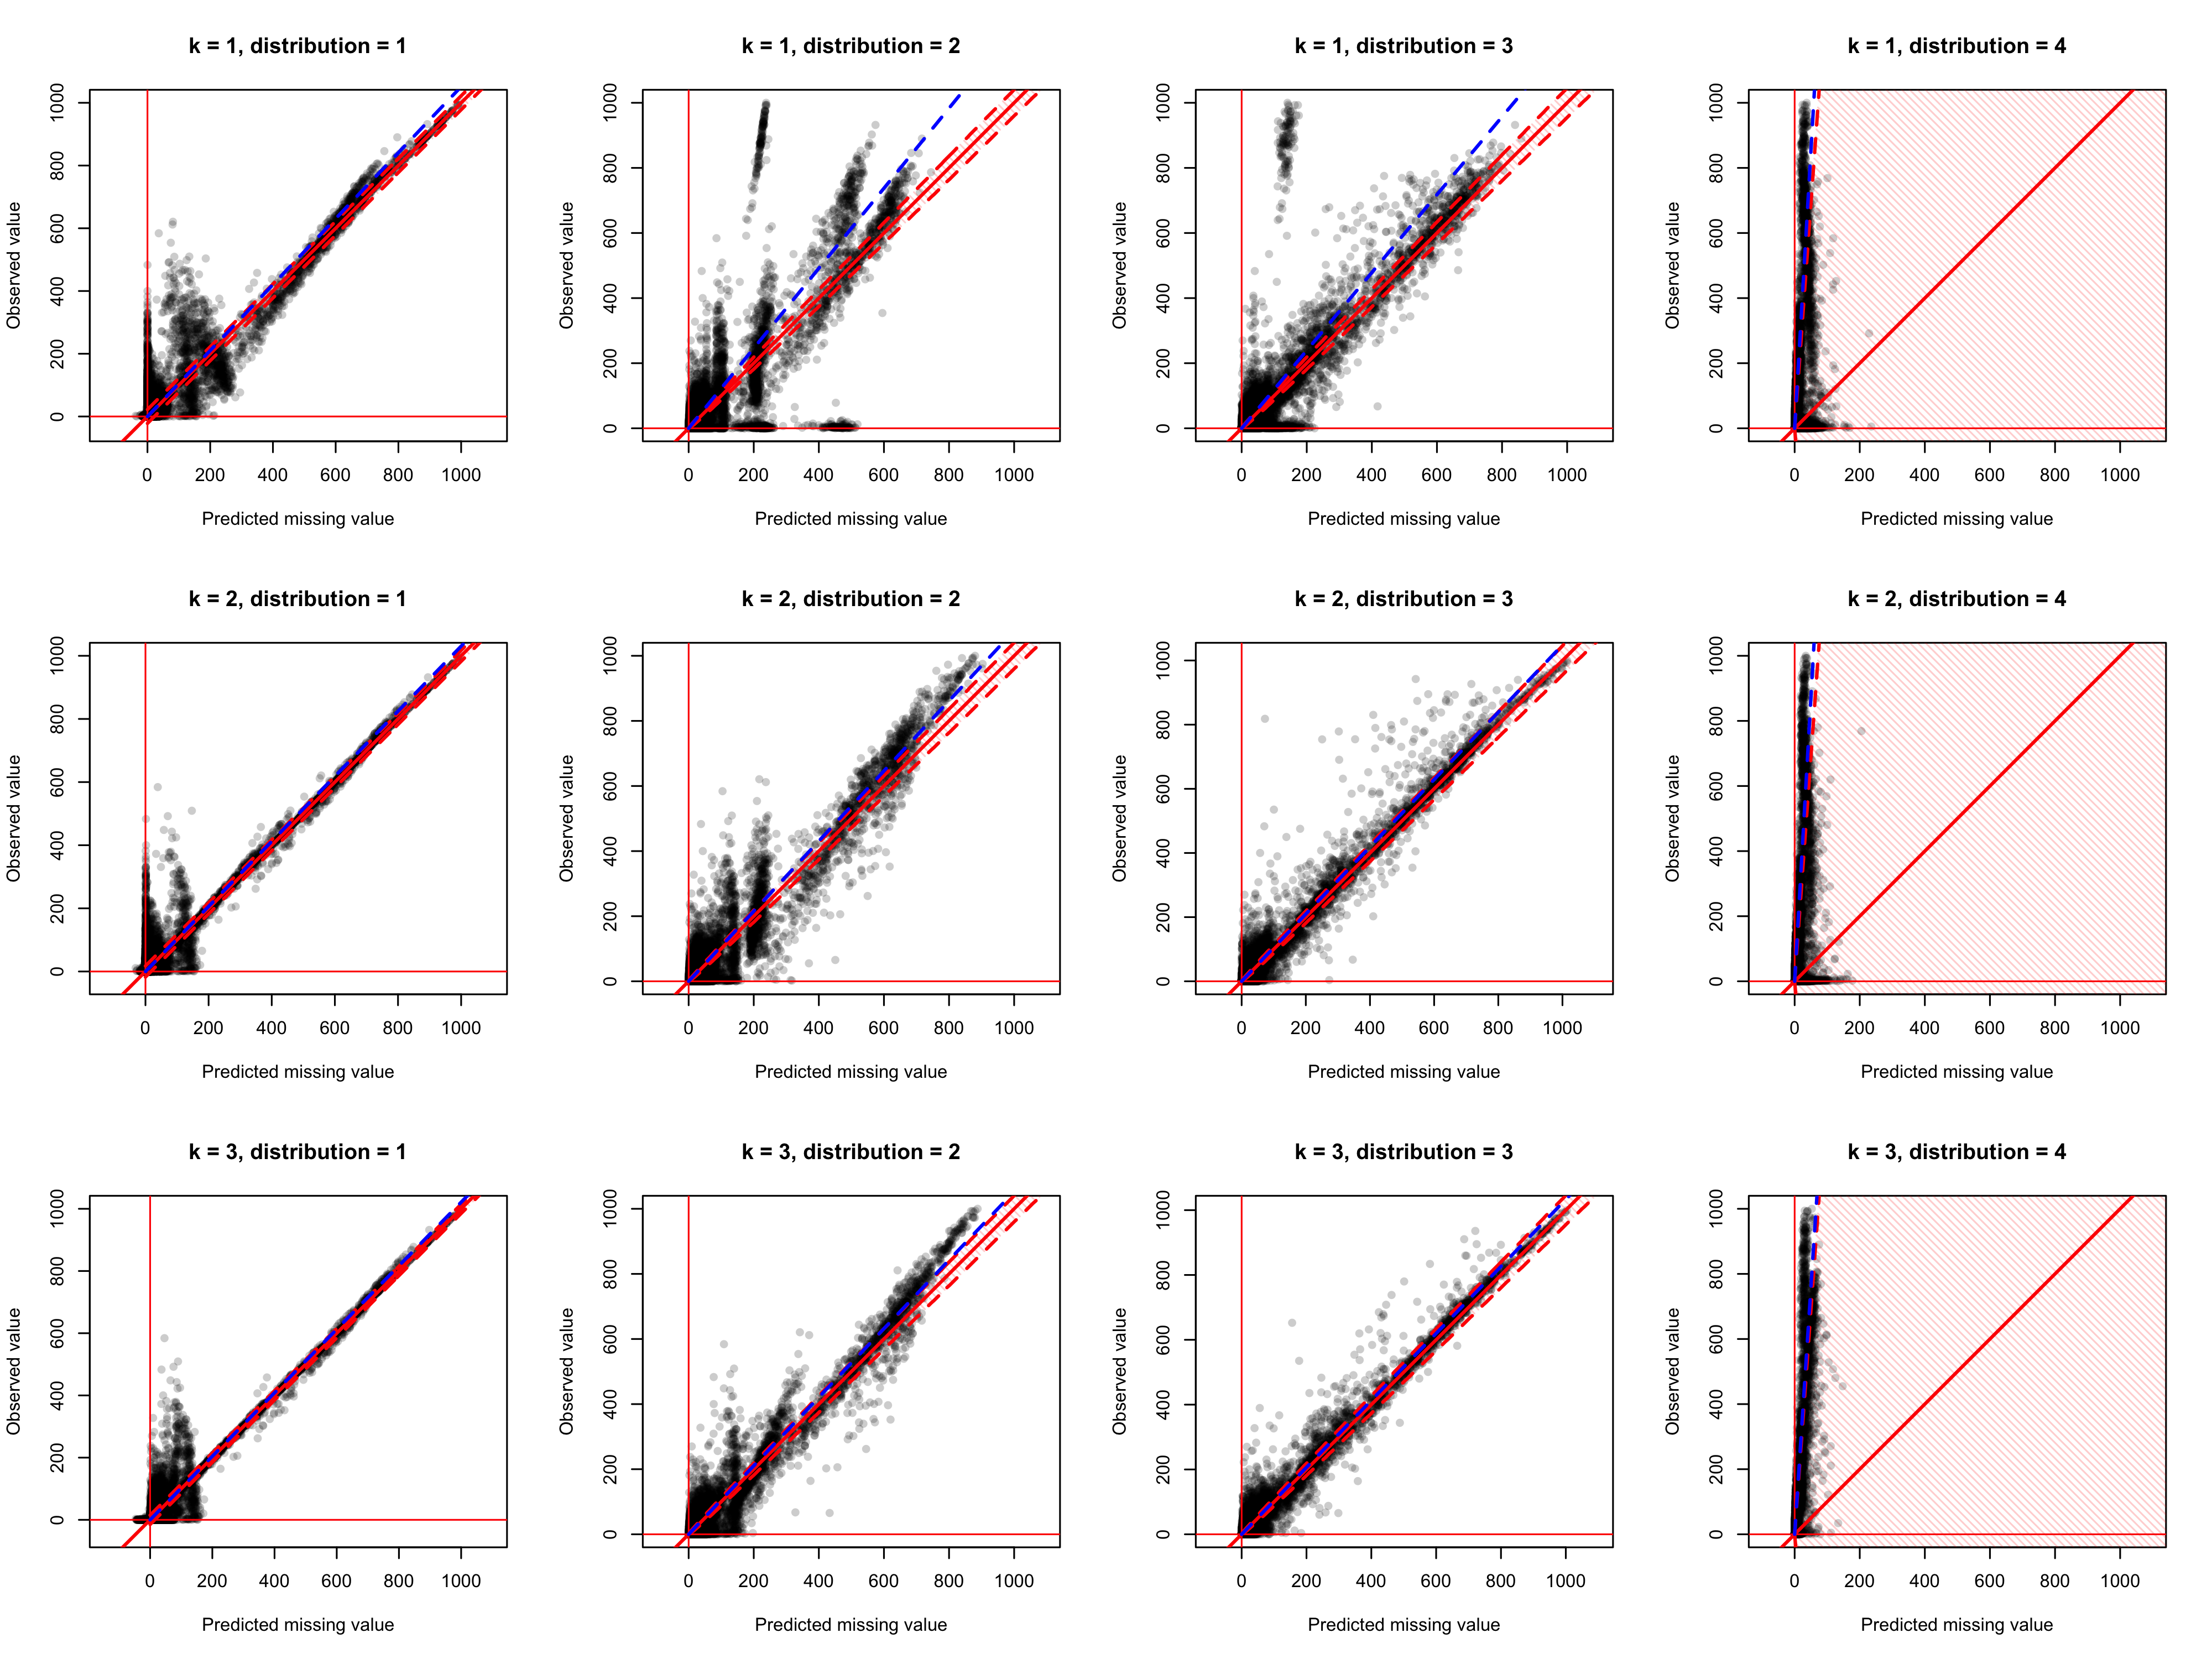 k = 1, distribution = 1
k = 1, distribution = 2
k = 1, distribution = 3
k = 1, distribution = 4
Observed value
0 200 400 600 800 1000
0 200 400 600 800 1000
Predicted missing value
Observed value
0 200 400 600 800 1000
0 200 400 600 800 1000
Predicted missing value
Observed value
0 200 400 600 800 1000
0 200 400 600 800 1000
Predicted missing value
Observed value
0 200 400 600 800 1000
0 200 400 600 800 1000
Predicted missing value
k = 2, distribution = 1
k = 2, distribution = 2
k = 2, distribution = 3
k = 2, distribution = 4
Observed value
0 200 400 600 800 1000
0 200 400 600 800 1000
Predicted missing value
Observed value
0 200 400 600 800 1000
0 200 400 600 800 1000
Predicted missing value
Observed value
0 200 400 600 800 1000
0 200 400 600 800 1000
Predicted missing value
Observed value
0 200 400 600 800 1000
0 200 400 600 800 1000
Predicted missing value
k = 3, distribution = 1
k = 3, distribution = 2
k = 3, distribution = 3
k = 3, distribution = 4
Observed value
0 200 400 600 800 1000
0 200 400 600 800 1000
Predicted missing value
Observed value
0 200 400 600 800 1000
0 200 400 600 800 1000
Predicted missing value
Observed value
0 200 400 600 800 1000
0 200 400 600 800 1000
Predicted missing value
Observed value
0 200 400 600 800 1000
0 200 400 600 800 1000
Predicted missing value